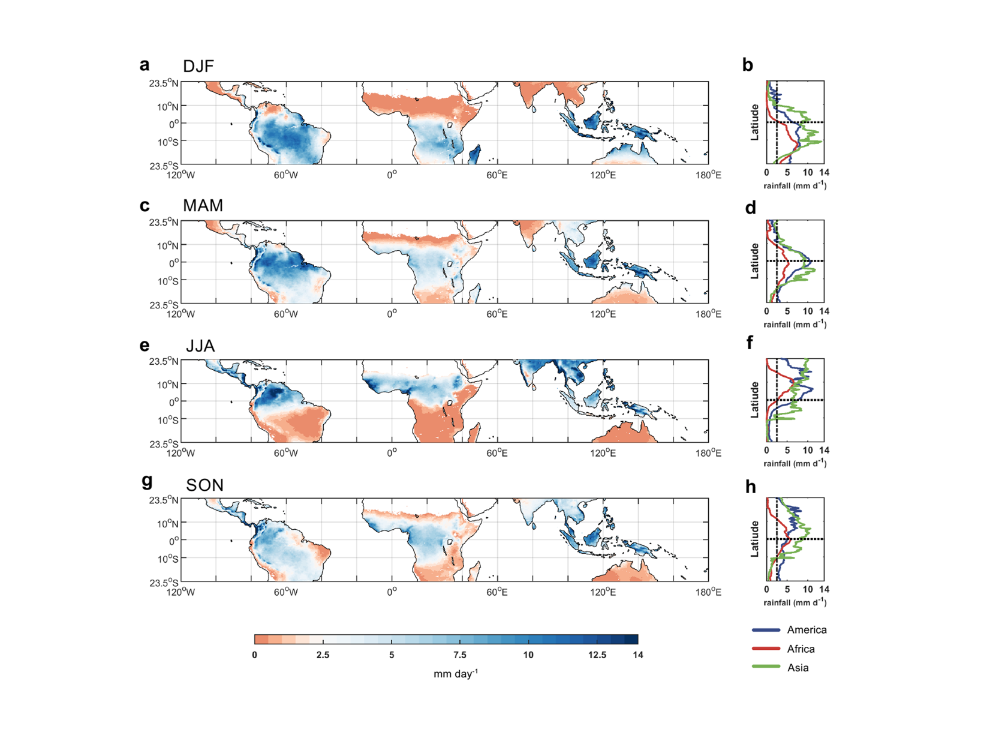 a DJF
b
23.5°N
10°N
0°
10°S
23.5°S
120°W 60°W 0° 60°E 120°E 180°E
Latiude
0 5 10 14
rainfall (mm d-1)
c MAM
d
23.5°N
10°N
0°
10°S
23.5°S
120°W 60°W 0° 60°E 120°E 180°E
Latiude
0 5 10 14
rainfall (mm d-1)
e JJA
f
23.5°N
10°N
0°
10°S
23.5°S
120°W 60°W 0° 60°E 120°E 180°E
Latiude
0 5 10 14
rainfall (mm d-1)
g SON
h
23.5°N
10°N
0°
10°S
23.5°S
120°W 60°W 0° 60°E 120°E 180°E
Latiude
0 5 10 14
rainfall (mm d-1)
0 2.5 5 7.5 10 12.5 14
mm day-1
America
Africa
Asia